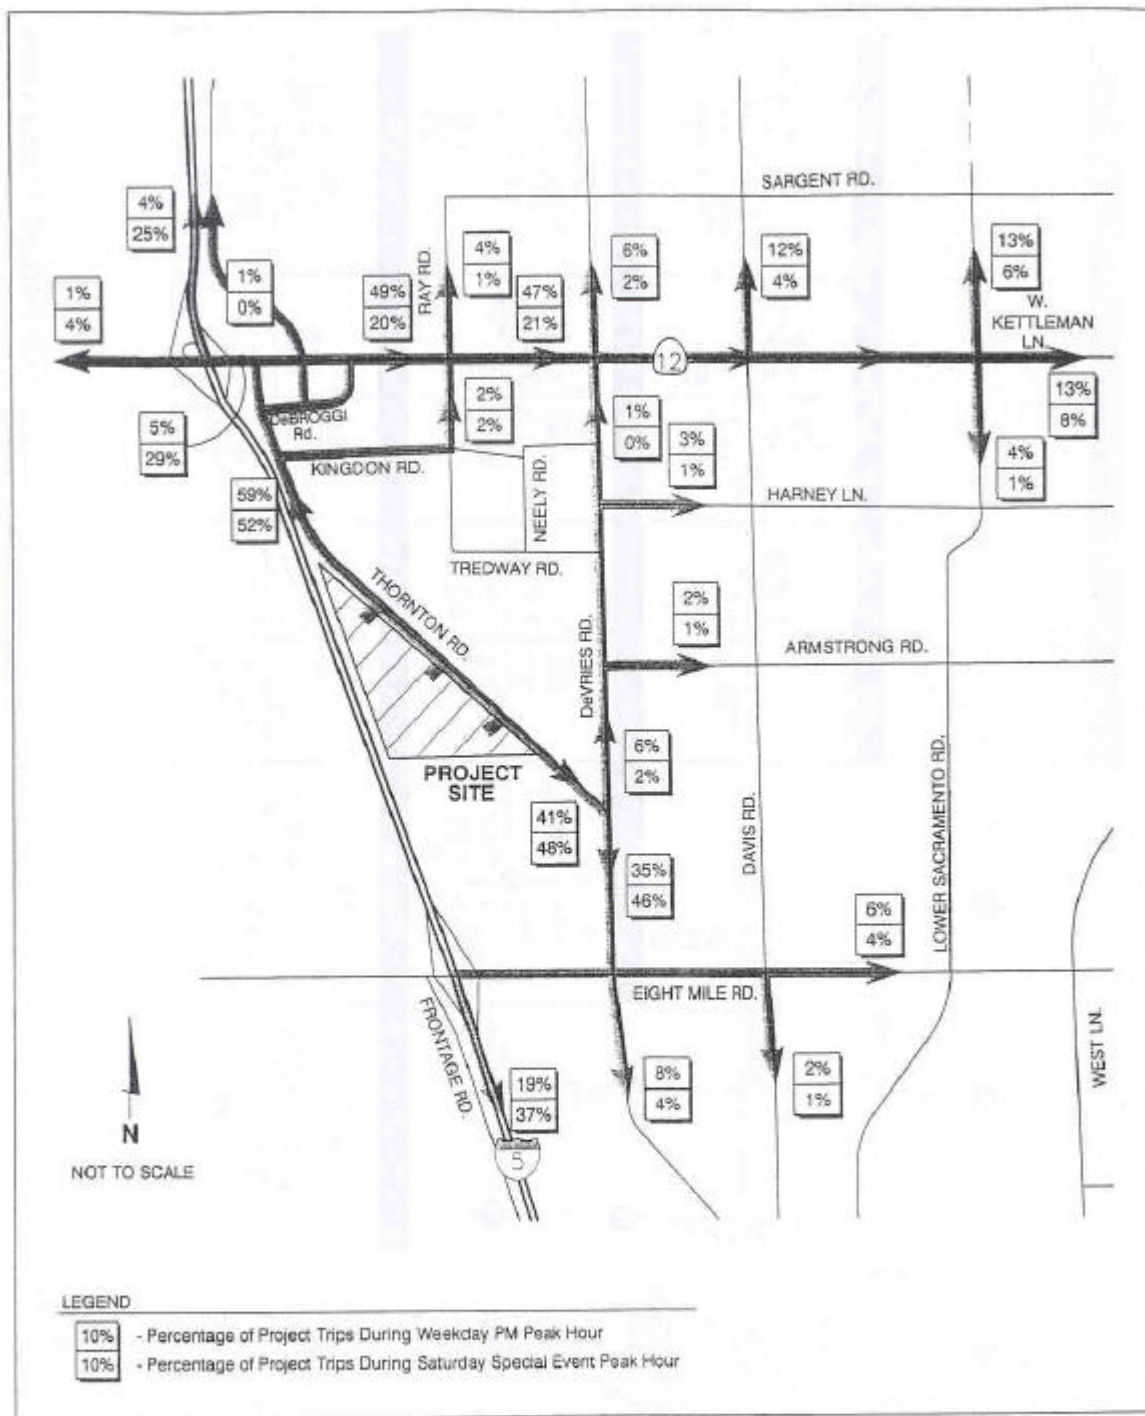 SARGENT RD.
4%
25%
1%
0%
1%
4%
49%
20%
RAY RD.
4%
1%
47%
21%
6%
2%
12%
4%
13%
6%
W.
KETTLEMAN
LN.
12
13%
8%
5%
29%
DeBROGGI
Rd.
KINGDON RD.
2%
2%
1%
0%
3%
1%
4%
1%
NEELY RD.
HARNEY LN.
59%
52%
TREDWAY RD.
THORNTON RD.
2%
1%
ARMSTRONG RD.
DeVRIES RD.
PROJECT
SITE
6%
2%
41%
48%
35%
46%
DAVIS RD.
LOWER SACRAMENTO RD.
6%
4%
EIGHT MILE RD.
FRONTAGE RD.
WEST LN.
19%
37%
5
8%
4%
2%
1%
N
NOT TO SCALE
LEGEND
10% - Percentage of Project Trips During Weekday PM Peak Hour
10% - Percentage of Project Trips During Saturday Special Event Peak Hour